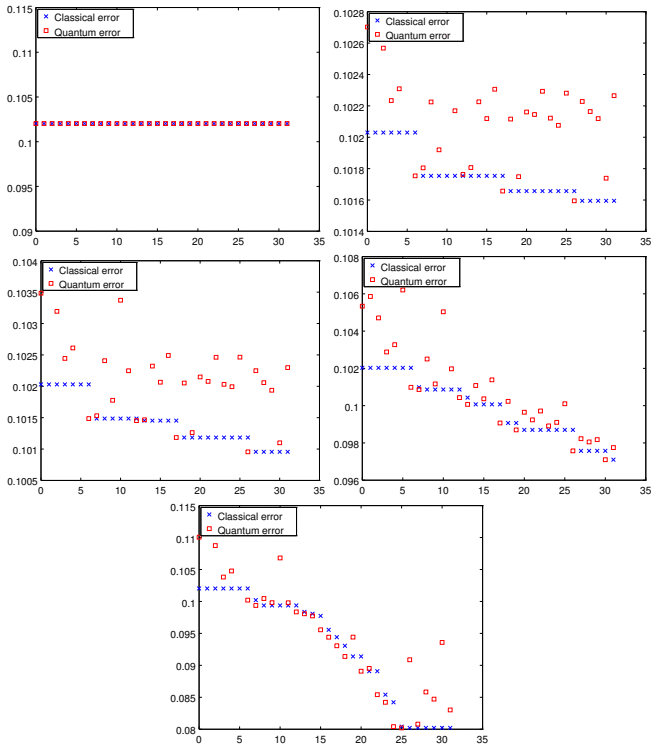 0.115
0.11
0.105
0.1
0.095
0.09
0 5 10 15 20 25 30 35
Classical error
Quantum error
0.1028
0.1026
0.1024
0.1022
0.102
0.1018
0.1016
0.1014
0 5 10 15 20 25 30 35
Classical error
Quantum error
0.104
0.1035
0.103
0.1025
0.102
0.1015
0.101
0.1005
0 5 10 15 20 25 30 35
Classical error
Quantum error
0.108
0.106
0.104
0.102
0.1
0.098
0.096
0 5 10 15 20 25 30 35
Classical error
Quantum error
0.115
0.11
0.105
0.1
0.095
0.09
0.085
0.08
0 5 10 15 20 25 30 35
Classical error
Quantum error